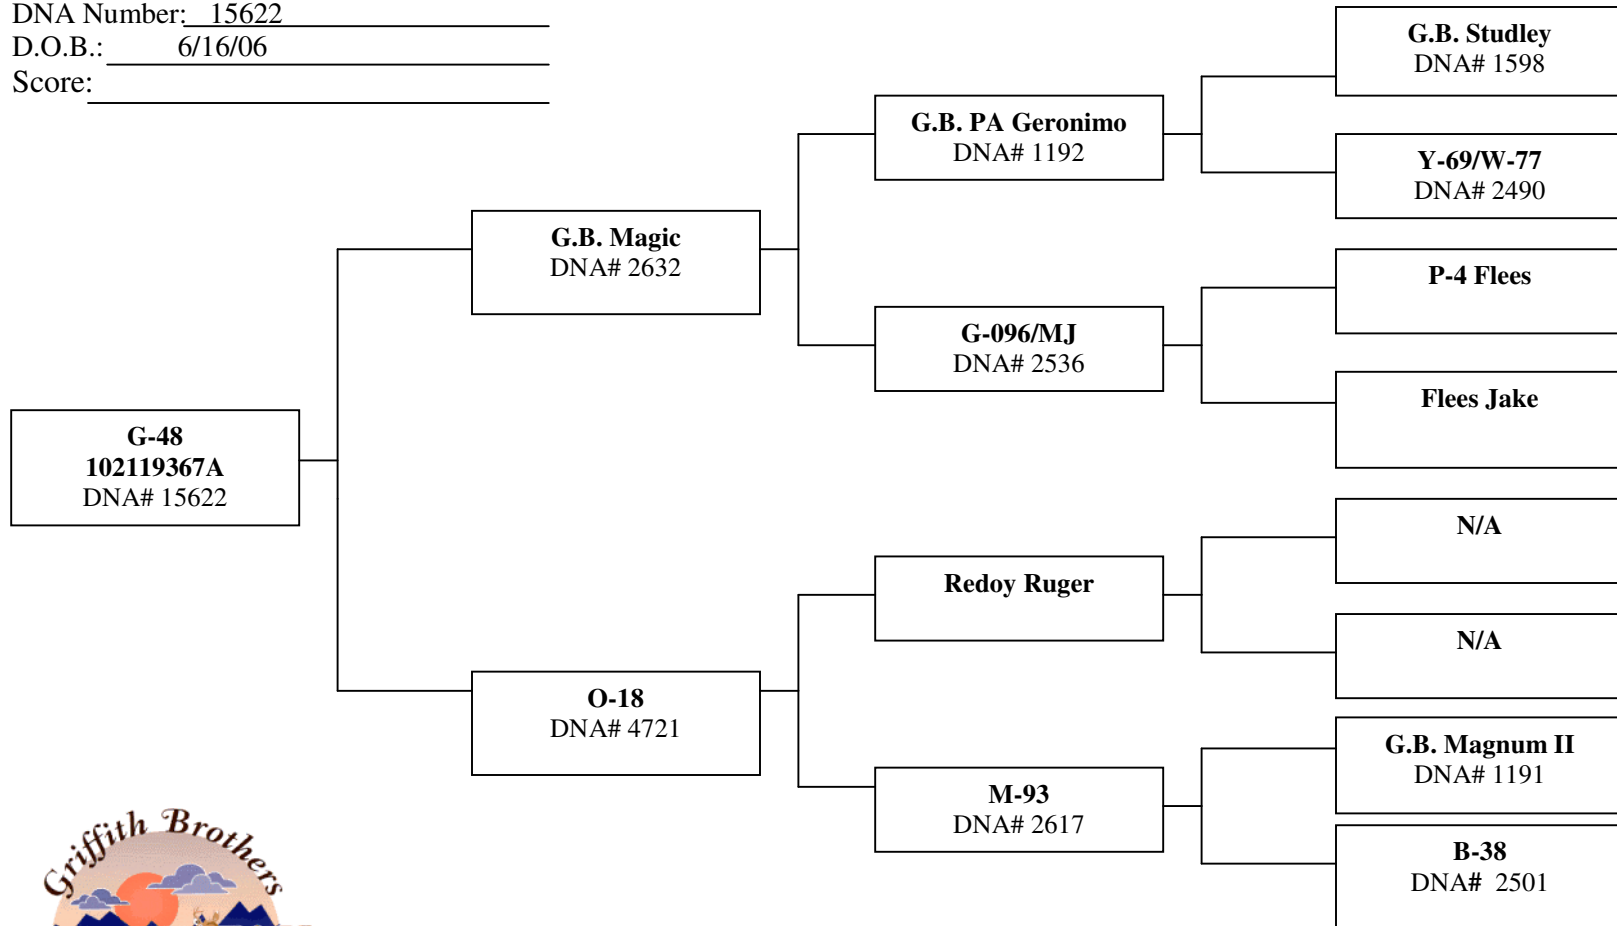 DNA Number: 15622
D.O.B.: 6/16/06
Score:
G.B. Studley
DNA# 1598
G.B. PA Geronimo
DNA# 1192
Y-69/W-77
DNA# 2490
G.B. Magic
DNA# 2632
P-4 Flees
G-096/MJ
DNA# 2536
Flees Jake
G-48
102119367A
DNA# 15622
N/A
Redoy Ruger
N/A
O-18
DNA# 4721
G.B. Magnum II
DNA# 1191
M-93
DNA# 2617
B-38
DNA# 2501
Griffith Brothers